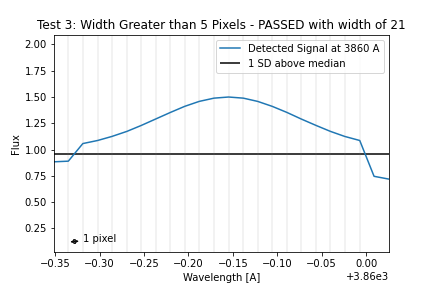 Test 3: Width Greater than 5 Pixels - PASSED with width of 21
Detected Signal at 3860 A
1 SD above median
2.00
1.75
1.50
1.25
1.00
0.75
0.50
0.25
Flux
1 pixel
−0.35
−0.30
−0.25
−0.20
−0.15
−0.10
−0.05
0.00
Wavelength [A]
+3.86e3